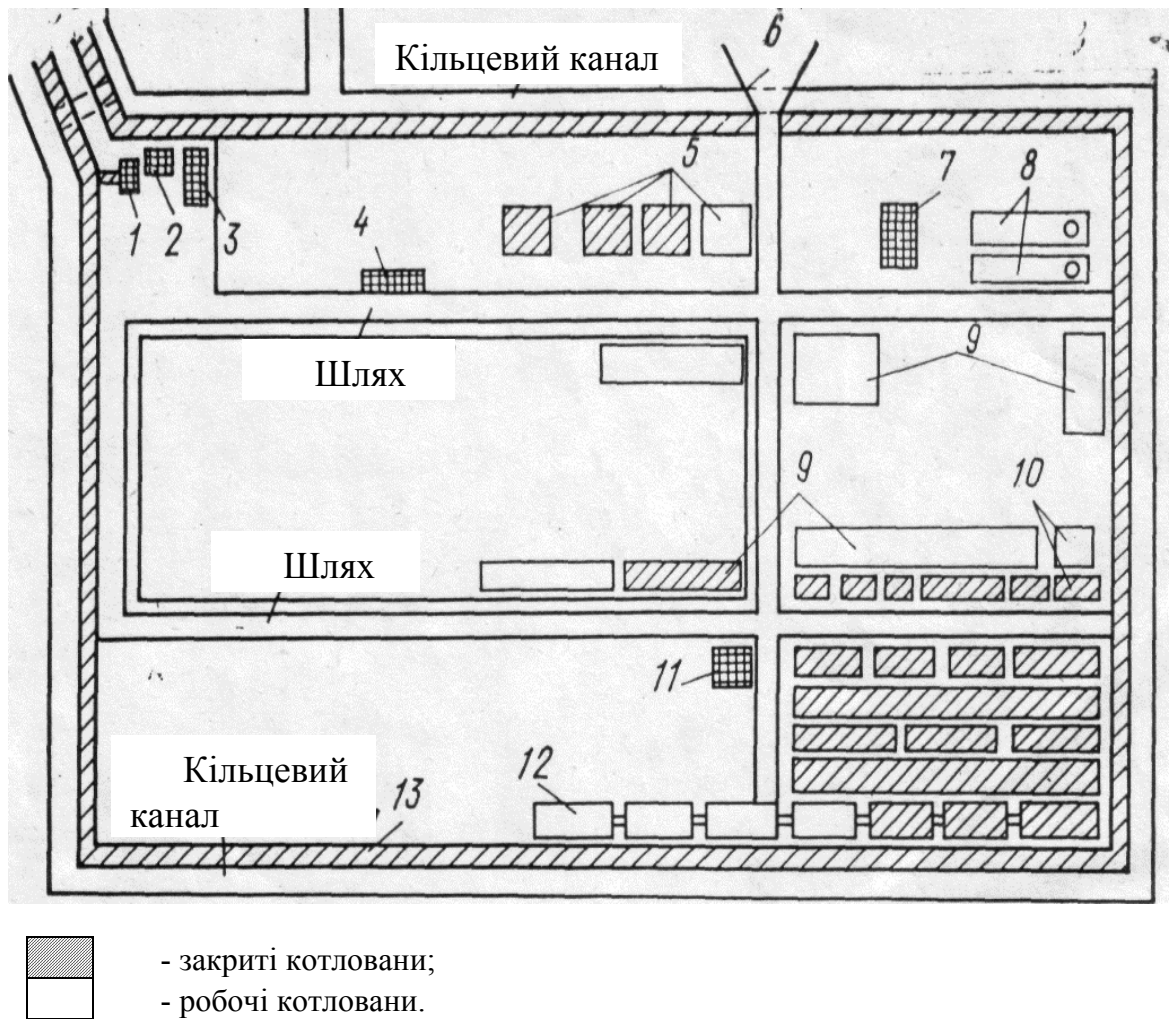 Кільцевий канал
6
5
7
8
1
2
3
4
Шлях
9
9
10
Шлях
11
12
Кільцевий
канал
13
- закриті котловани;
- робочі котловани.